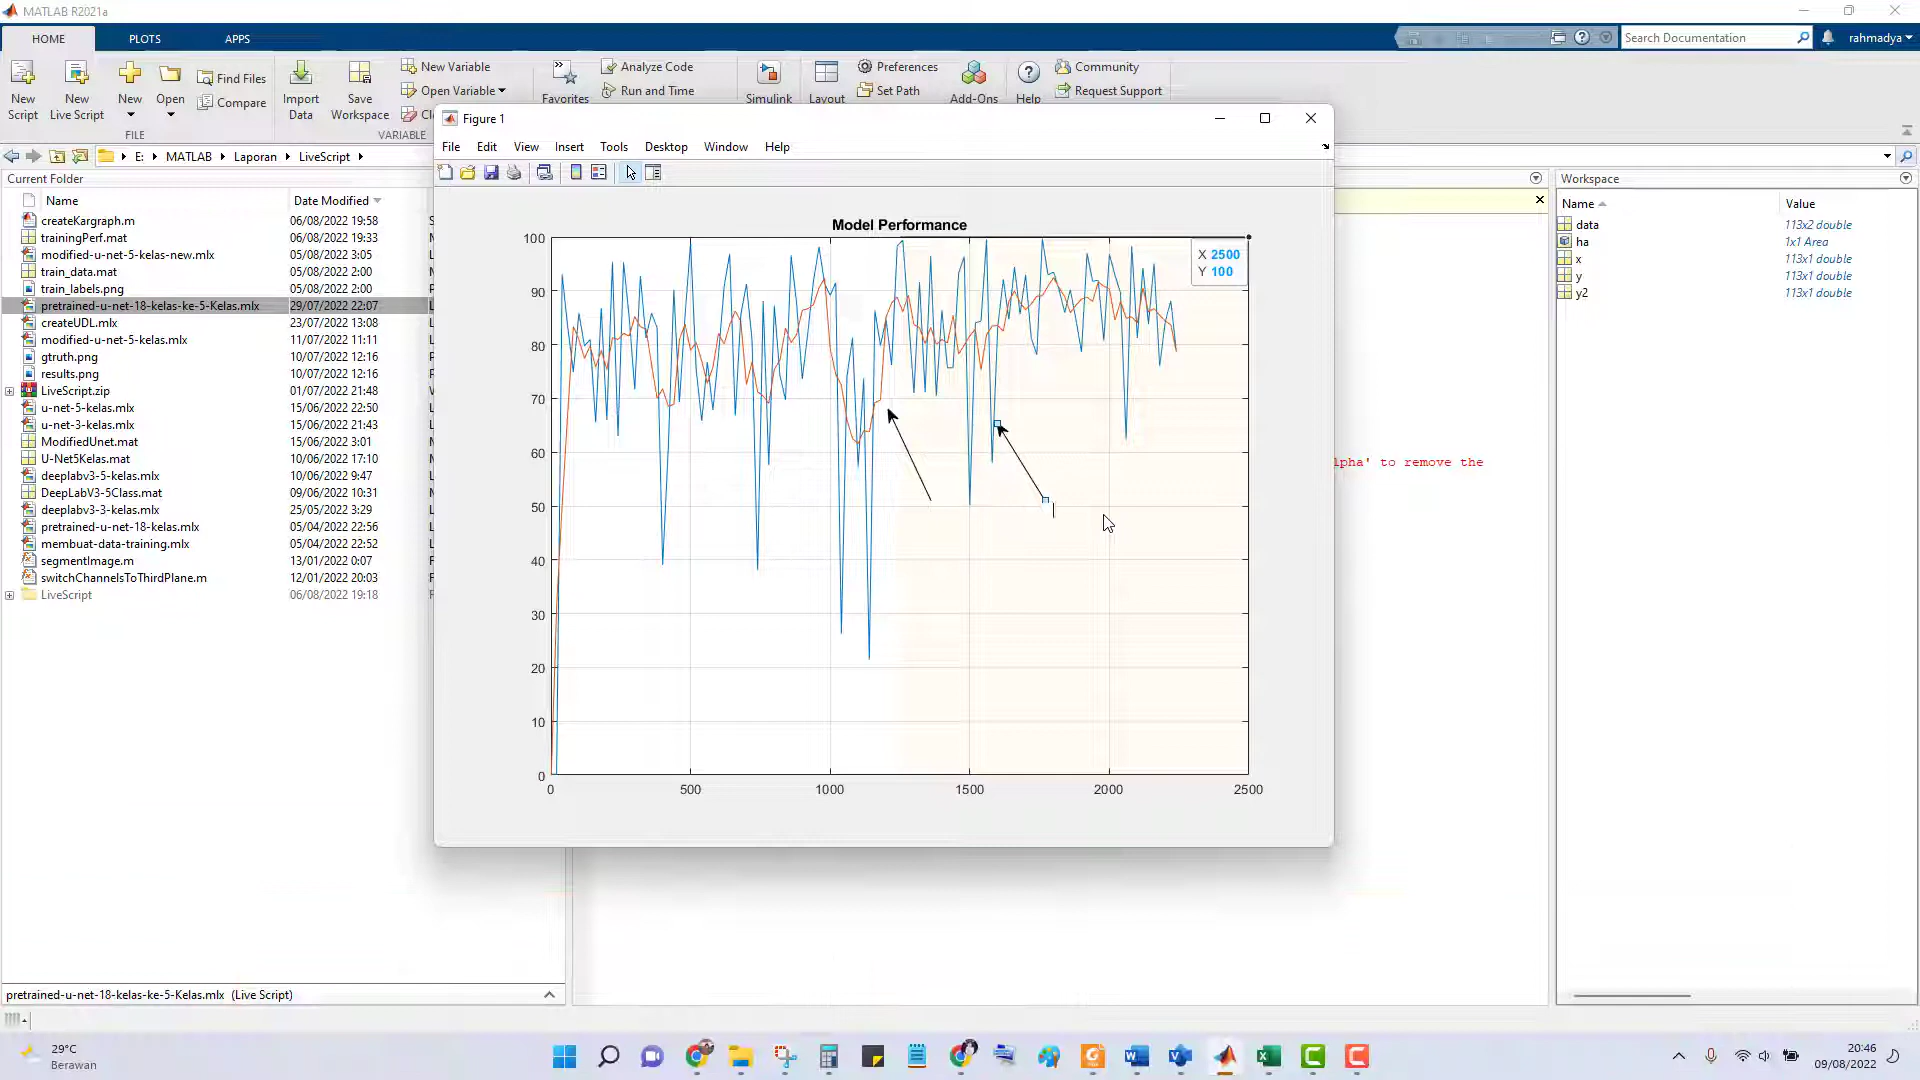 MATLAB R2021a
HOME PLOTS APPS
Search Documentation
rahmadya
New Script
New Live Script
New
Open
Find Files
Compare
Import Data
Save Workspace
New Variable
Open Variable
Favorites
Analyze Code
Run and Time
Simulink
Layout
Preferences
Set Path
Add-Ons
Help
Community
Request Support
FILE
VARIABLE
E: MATLAB Laporan LiveScript
Current Folder
Name Date Modified
createKargraph.m 06/08/2022 19:58
trainingPerf.mat 06/08/2022 19:33
modified-u-net-5-kelas-new.mlx 05/08/2022 3:05
train_data.mat 05/08/2022 2:00
train_labels.png 05/08/2022 2:00
pretrained-u-net-18-kelas-ke-5-Kelas.mlx 29/07/2022 22:07
createUDL.mlx 23/07/2022 13:08
modified-u-net-5-kelas.mlx 11/07/2022 11:11
gtruth.png 10/07/2022 12:16
results.png 10/07/2022 12:16
LiveScript.zip 01/07/2022 21:48
u-net-5-kelas.mlx 15/06/2022 22:50
u-net-3-kelas.mlx 15/06/2022 21:43
ModifiedUnet.mat 15/06/2022 3:01
U-Net5Kelas.mat 10/06/2022 17:10
deeplabv3-5-kelas.mlx 10/06/2022 9:47
DeepLabV3-5Class.mat 09/06/2022 10:31
deeplabv3-3-kelas.mlx 25/05/2022 3:29
pretrained-u-net-18-kelas.mlx 05/04/2022 22:56
membuat-data-training.mlx 05/04/2022 22:52
segmentImage.m 13/01/2022 0:07
switchChannelsToThirdPlane.m 12/01/2022 20:03
LiveScript 06/08/2022 19:18
pretrained-u-net-18-kelas-ke-5-Kelas.mlx (Live Script)
Figure 1
File Edit View Insert Tools Desktop Window Help
Model Performance
100
90
80
70
60
50
40
30
20
10
0
0 500 1000 1500 2000 2500
X 2500
Y 100
lpha' to remove the
Workspace
Name Value
data 113x2 double
ha 1x1 Area
x 113x1 double
y 113x1 double
y2 113x1 double
29°C
Berawan
20:46
09/08/2022